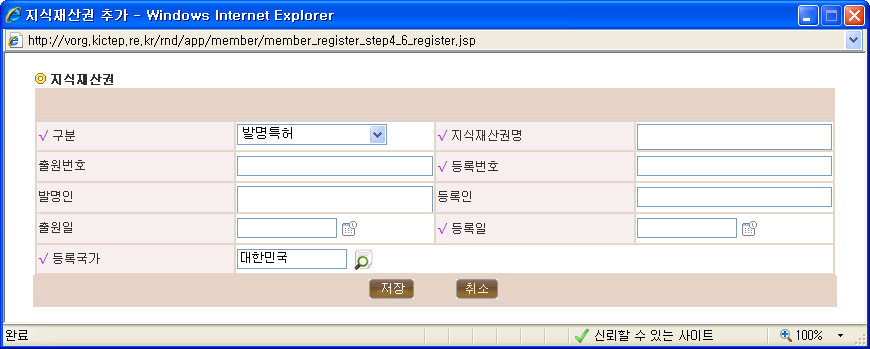 지식재산권 추가 - Windows Internet Explorer
http://vorg.kictep.re.kr/rnd/app/member/member_register_step4_6_register.jsp
지식재산권
√ 구분 발명특허 √ 지식재산권명
출원번호 √ 등록번호
발명인 등록인
출원일 √ 등록일
√ 등록국가 대한민국
저장 취소
완료 신뢰할 수 있는 사이트 100%